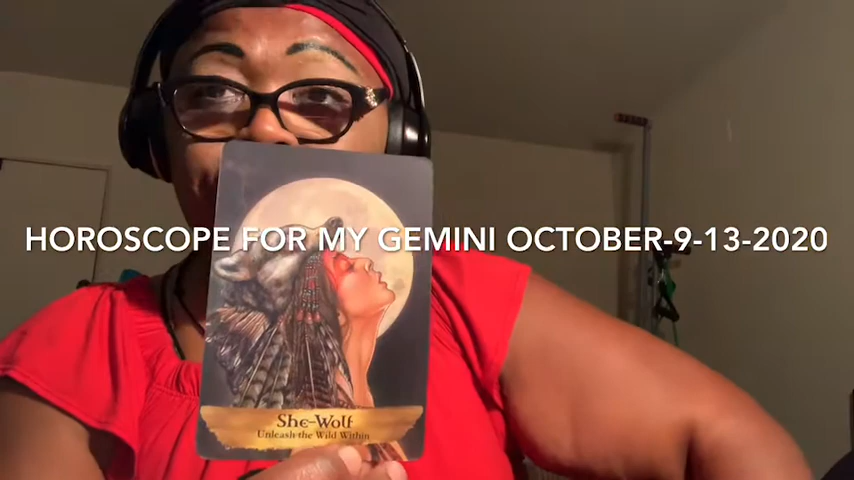 HOROSCOPE FOR MY GEMINI OCTOBER-9-13-2020
She-Wolf
Unleash the Wild Within